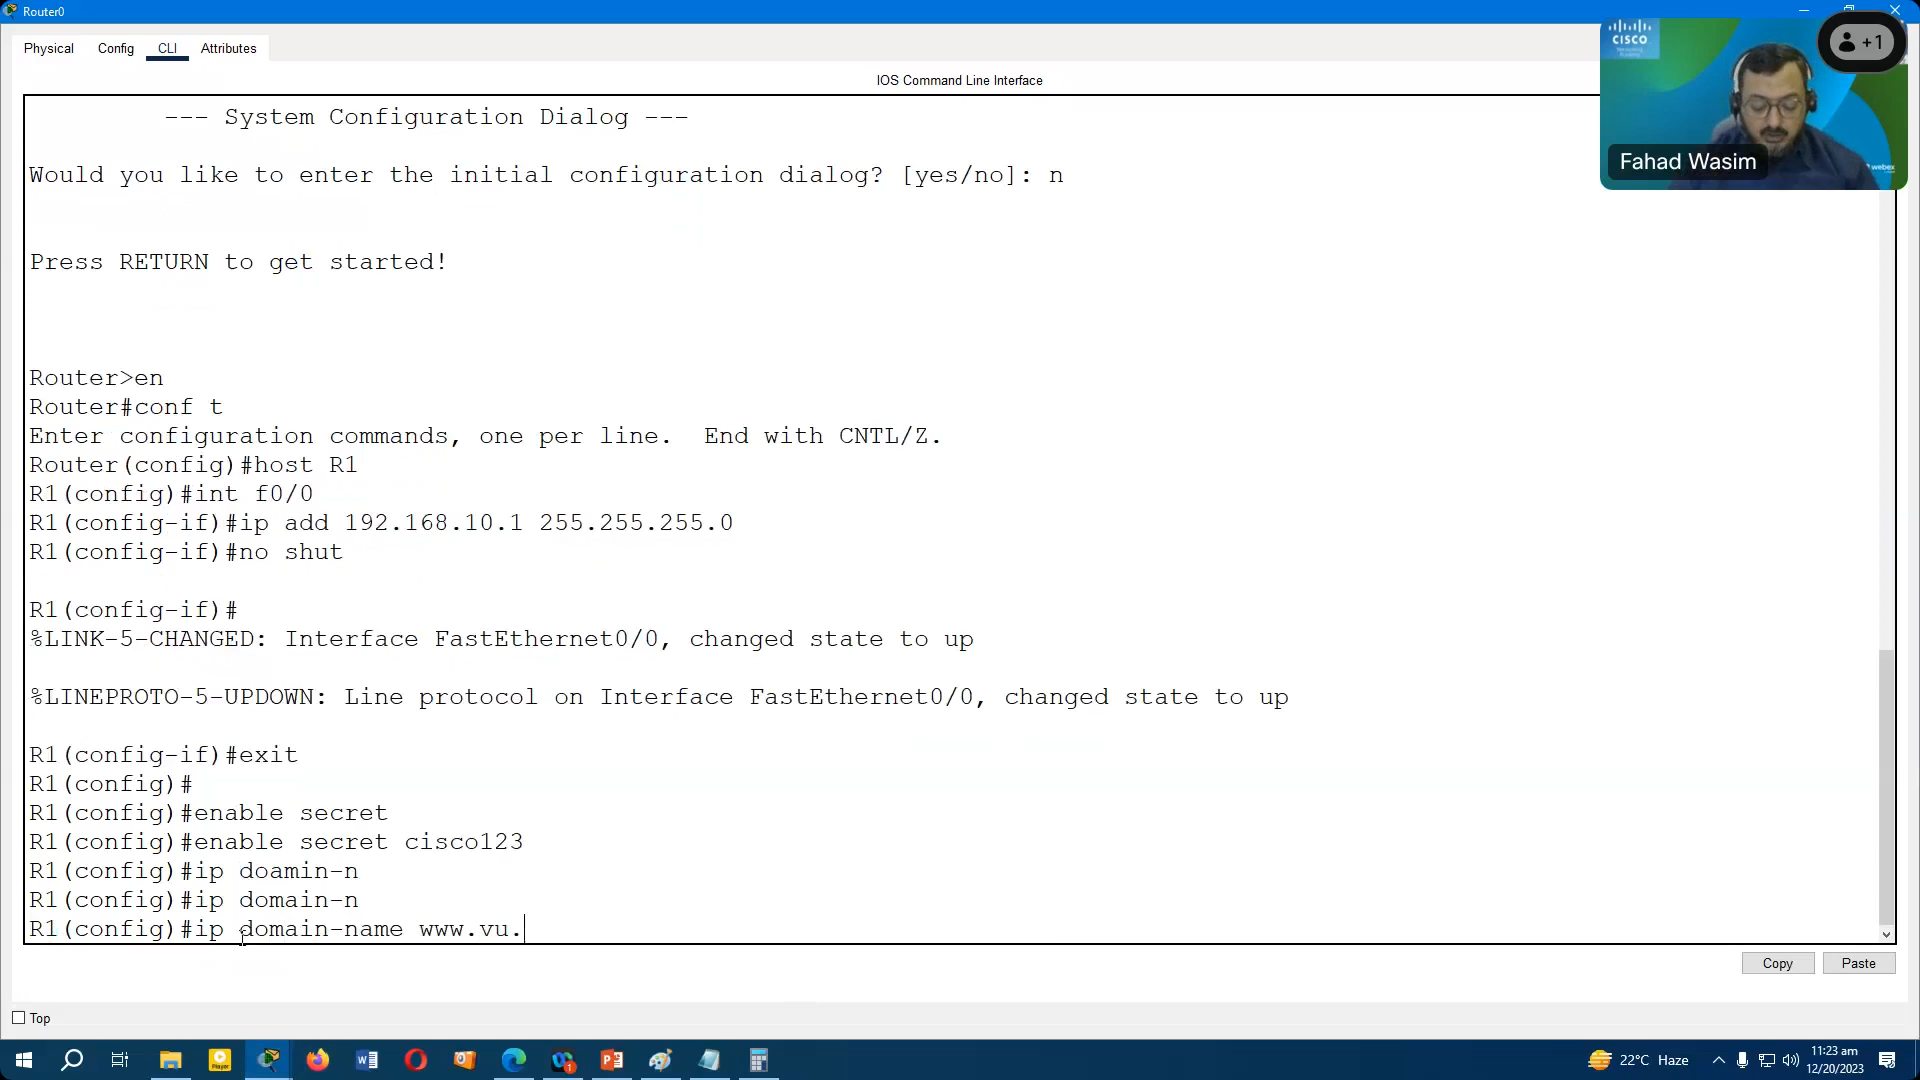 Router0
Physical Config CLI Attributes
IOS Command Line Interface
CISCO
+1
Fahad Wasim
webex
--- System Configuration Dialog ---
Would you like to enter the initial configuration dialog? [yes/no]: n
Press RETURN to get started!
Router>en
Router#conf t
Enter configuration commands, one per line.  End with CNTL/Z.
Router(config)#host R1
R1(config)#int f0/0
R1(config-if)#ip add 192.168.10.1 255.255.255.0
R1(config-if)#no shut
R1(config-if)#
%LINK-5-CHANGED: Interface FastEthernet0/0, changed state to up
%LINEPROTO-5-UPDOWN: Line protocol on Interface FastEthernet0/0, changed state to up
R1(config-if)#exit
R1(config)#
R1(config)#enable secret
R1(config)#enable secret cisco123
R1(config)#ip doamin-n
R1(config)#ip domain-n
R1(config)#ip domain-name www.vu.
Copy Paste
Top
Player
1
22°C Haze
11:23 am
12/20/2023